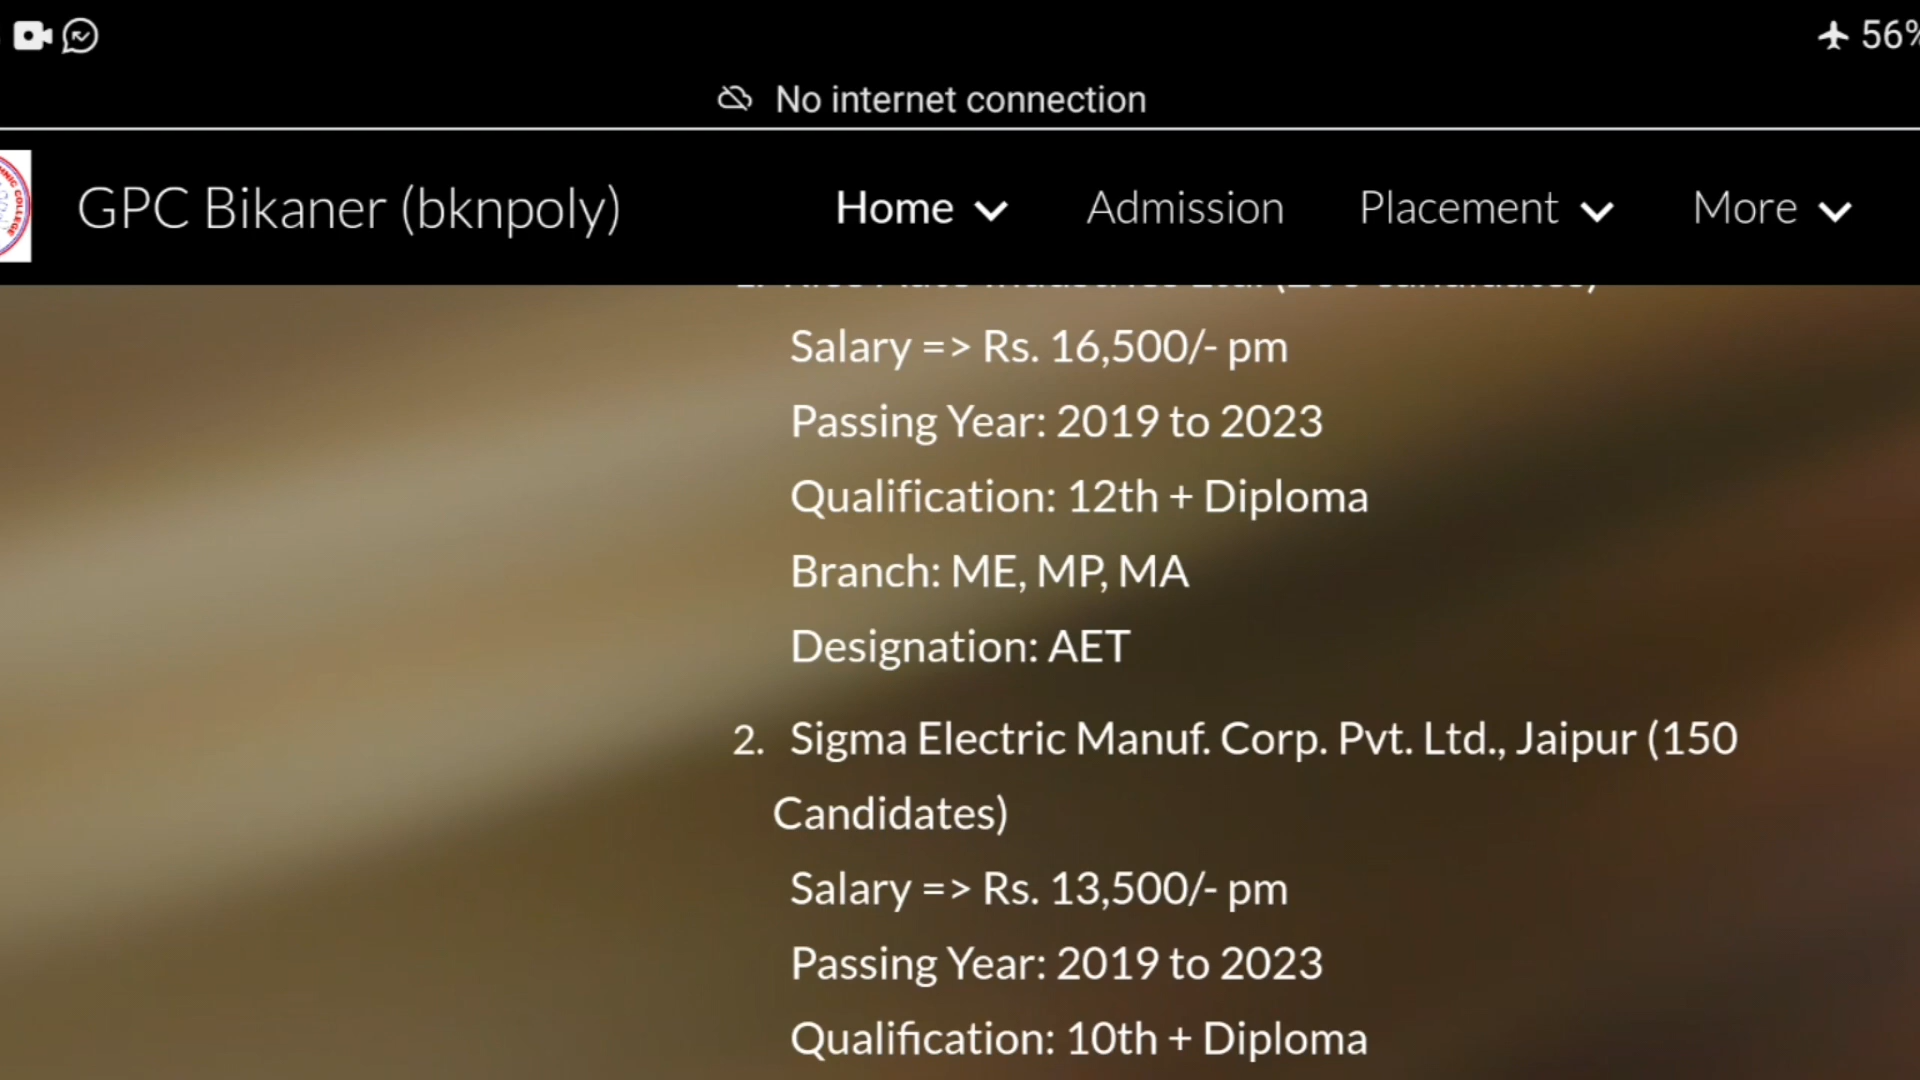 56%
No internet connection
GPC Bikaner (bknpoly)
Home
Admission
Placement
More
Salary => Rs. 16,500/- pm
Passing Year: 2019 to 2023
Qualification: 12th + Diploma
Branch: ME, MP, MA
Designation: AET
2. Sigma Electric Manuf. Corp. Pvt. Ltd., Jaipur (150
Candidates)
Salary => Rs. 13,500/- pm
Passing Year: 2019 to 2023
Qualification: 10th + Diploma